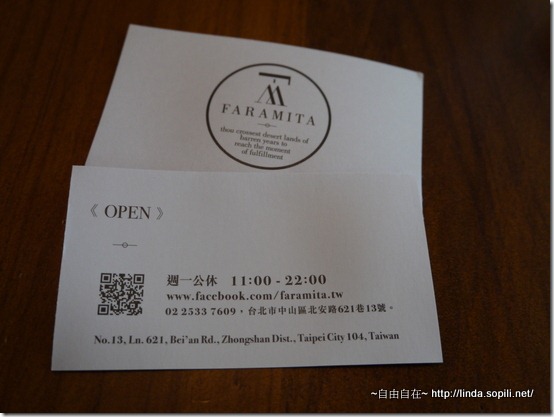 FARAMITA
thou crossest desert lands of
barren years to
reach the moment
of fulfillment
《 OPEN 》
週一公休 11:00 - 22:00
www.facebook.com/faramita.tw
02 2533 7609，台北市中山區北安路621巷13號。
No.13, Ln. 621, Bei'an Rd., Zhongshan Dist., Taipei City 104, Taiwan
~自由自在~ http://linda.sopili.net/